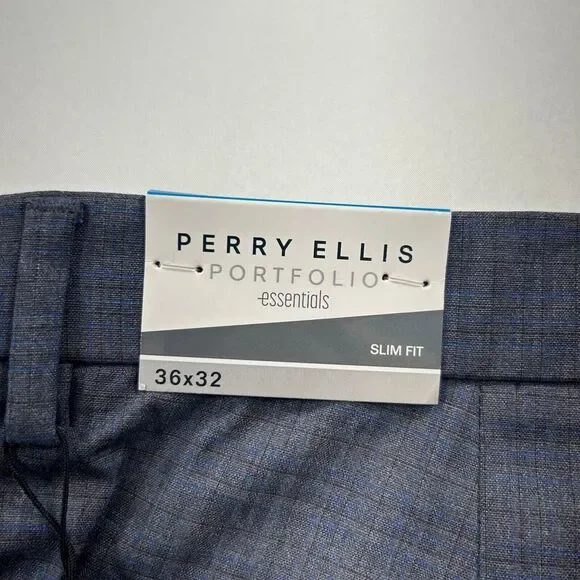 PERRY ELLIS
PORTFOLIO
essentials
SLIM FIT
36x32